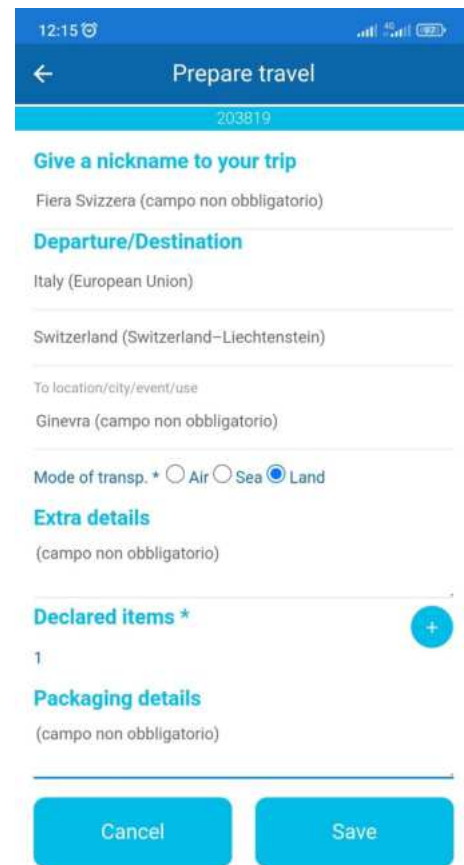 12:15
4G
Prepare travel
203819
Give a nickname to your trip
Fiera Svizzera (campo non obbligatorio)
Departure/Destination
Italy (European Union)
Switzerland (Switzerland–Liechtenstein)
To location/city/event/use
Ginevra (campo non obbligatorio)
Mode of transp. * Air Sea Land
Extra details
(campo non obbligatorio)
Declared items *
+
1
Packaging details
(campo non obbligatorio)
Cancel Save